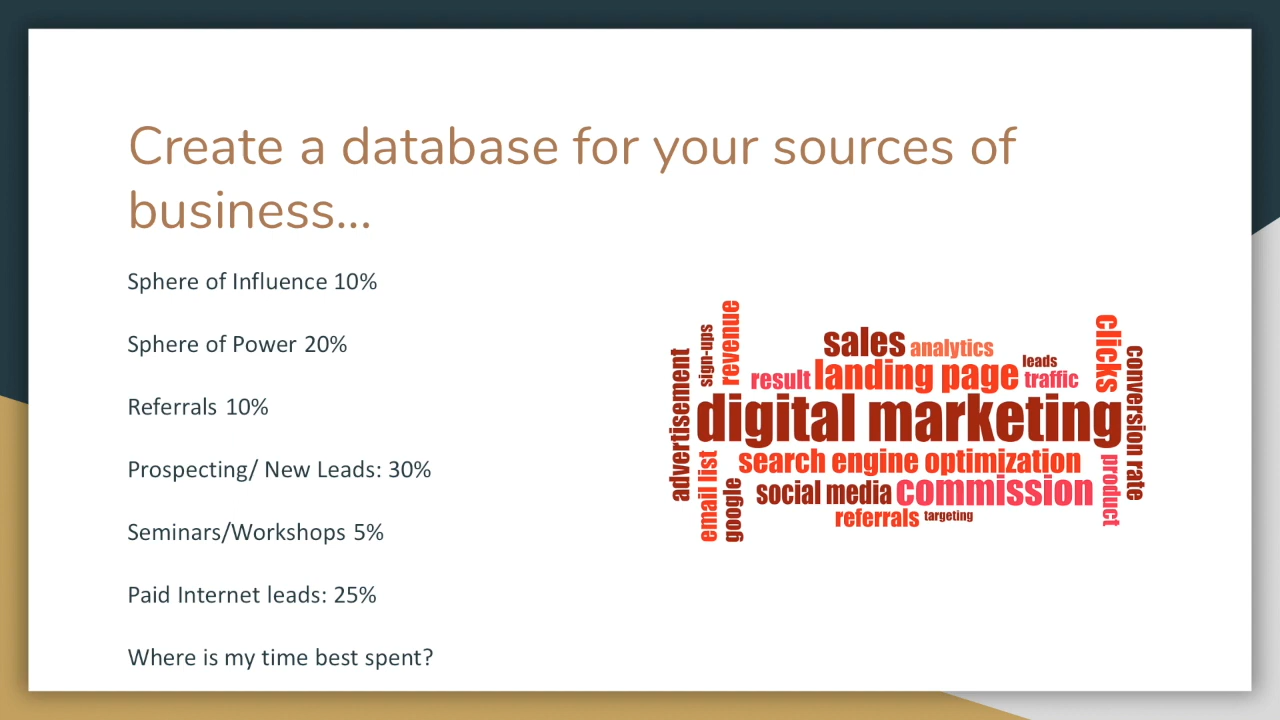 Create a database for your sources of
business...
Sphere of Influence 10%
Sphere of Power 20%
Referrals 10%
Prospecting/ New Leads: 30%
Seminars/Workshops 5%
Paid Internet leads: 25%
Where is my time best spent?
advertisement
sign-ups
revenue
sales
analytics
leads
clicks
result
landing page
traffic
conversion rate
digital marketing
email list
search engine optimization
product
google
social media
commission
referrals
targeting